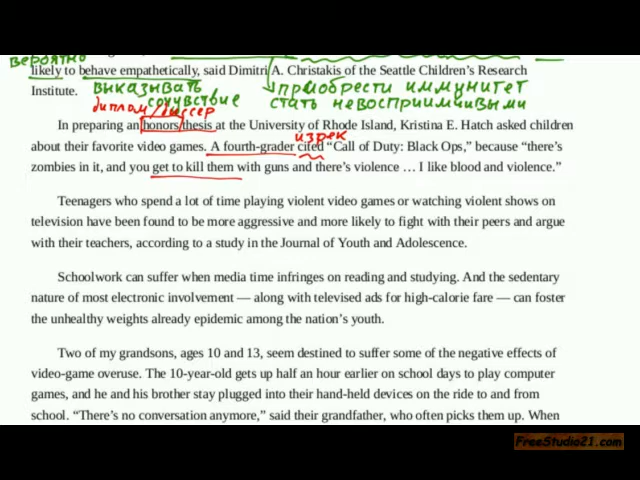 вероятно
likely to behave empathetically, said Dimitri A. Christakis of the Seattle Children's Research
Institute.
выказывать сочувствие
приобрести иммунитет
стать невосприимчивыми
диплом/диссер
In preparing an honors thesis at the University of Rhode Island, Kristina E. Hatch asked children
изрек
about their favorite video games. A fourth-grader cited “Call of Duty: Black Ops,” because “there’s
zombies in it, and you get to kill them with guns and there’s violence … I like blood and violence.”
Teenagers who spend a lot of time playing violent video games or watching violent shows on
television have been found to be more aggressive and more likely to fight with their peers and argue
with their teachers, according to a study in the Journal of Youth and Adolescence.
Schoolwork can suffer when media time infringes on reading and studying. And the sedentary
nature of most electronic involvement — along with televised ads for high-calorie fare — can foster
the unhealthy weights already epidemic among the nation’s youth.
Two of my grandsons, ages 10 and 13, seem destined to suffer some of the negative effects of
video-game overuse. The 10-year-old gets up half an hour earlier on school days to play computer
games, and he and his brother stay plugged into their hand-held devices on the ride to and from
school. “There’s no conversation anymore,” said their grandfather, who often picks them up. When
FreeStudio21.com